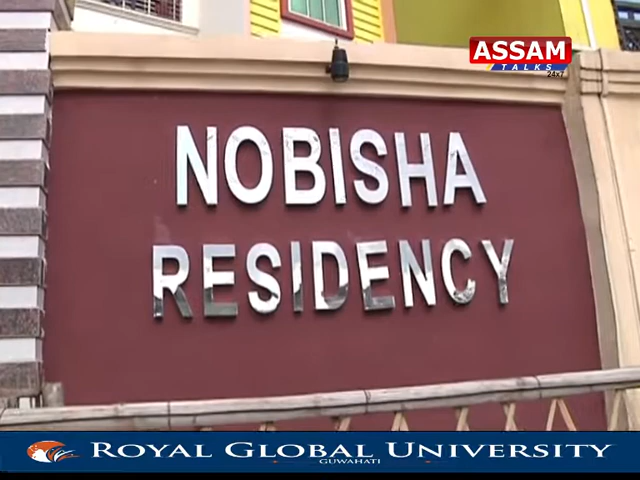 ASSAM
TALKS
24x7
NOBISHA
RESIDENCY
ROYAL GLOBAL UNIVERSITY
GUWAHATI